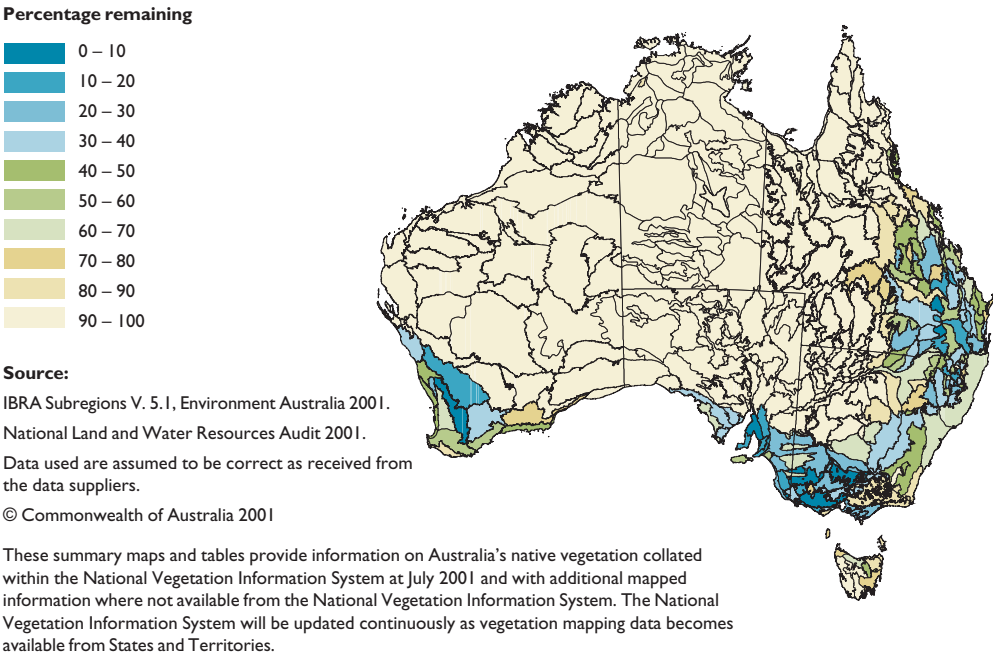 Percentage remaining
0 – 10
10 – 20
20 – 30
30 – 40
40 – 50
50 – 60
60 – 70
70 – 80
80 – 90
90 – 100
Source:
IBRA Subregions V. 5.1, Environment Australia 2001.
National Land and Water Resources Audit 2001.
Data used are assumed to be correct as received from
the data suppliers.
© Commonwealth of Australia 2001
These summary maps and tables provide information on Australia's native vegetation collated
within the National Vegetation Information System at July 2001 and with additional mapped
information where not available from the National Vegetation Information System. The National
Vegetation Information System will be updated continuously as vegetation mapping data becomes
available from States and Territories.